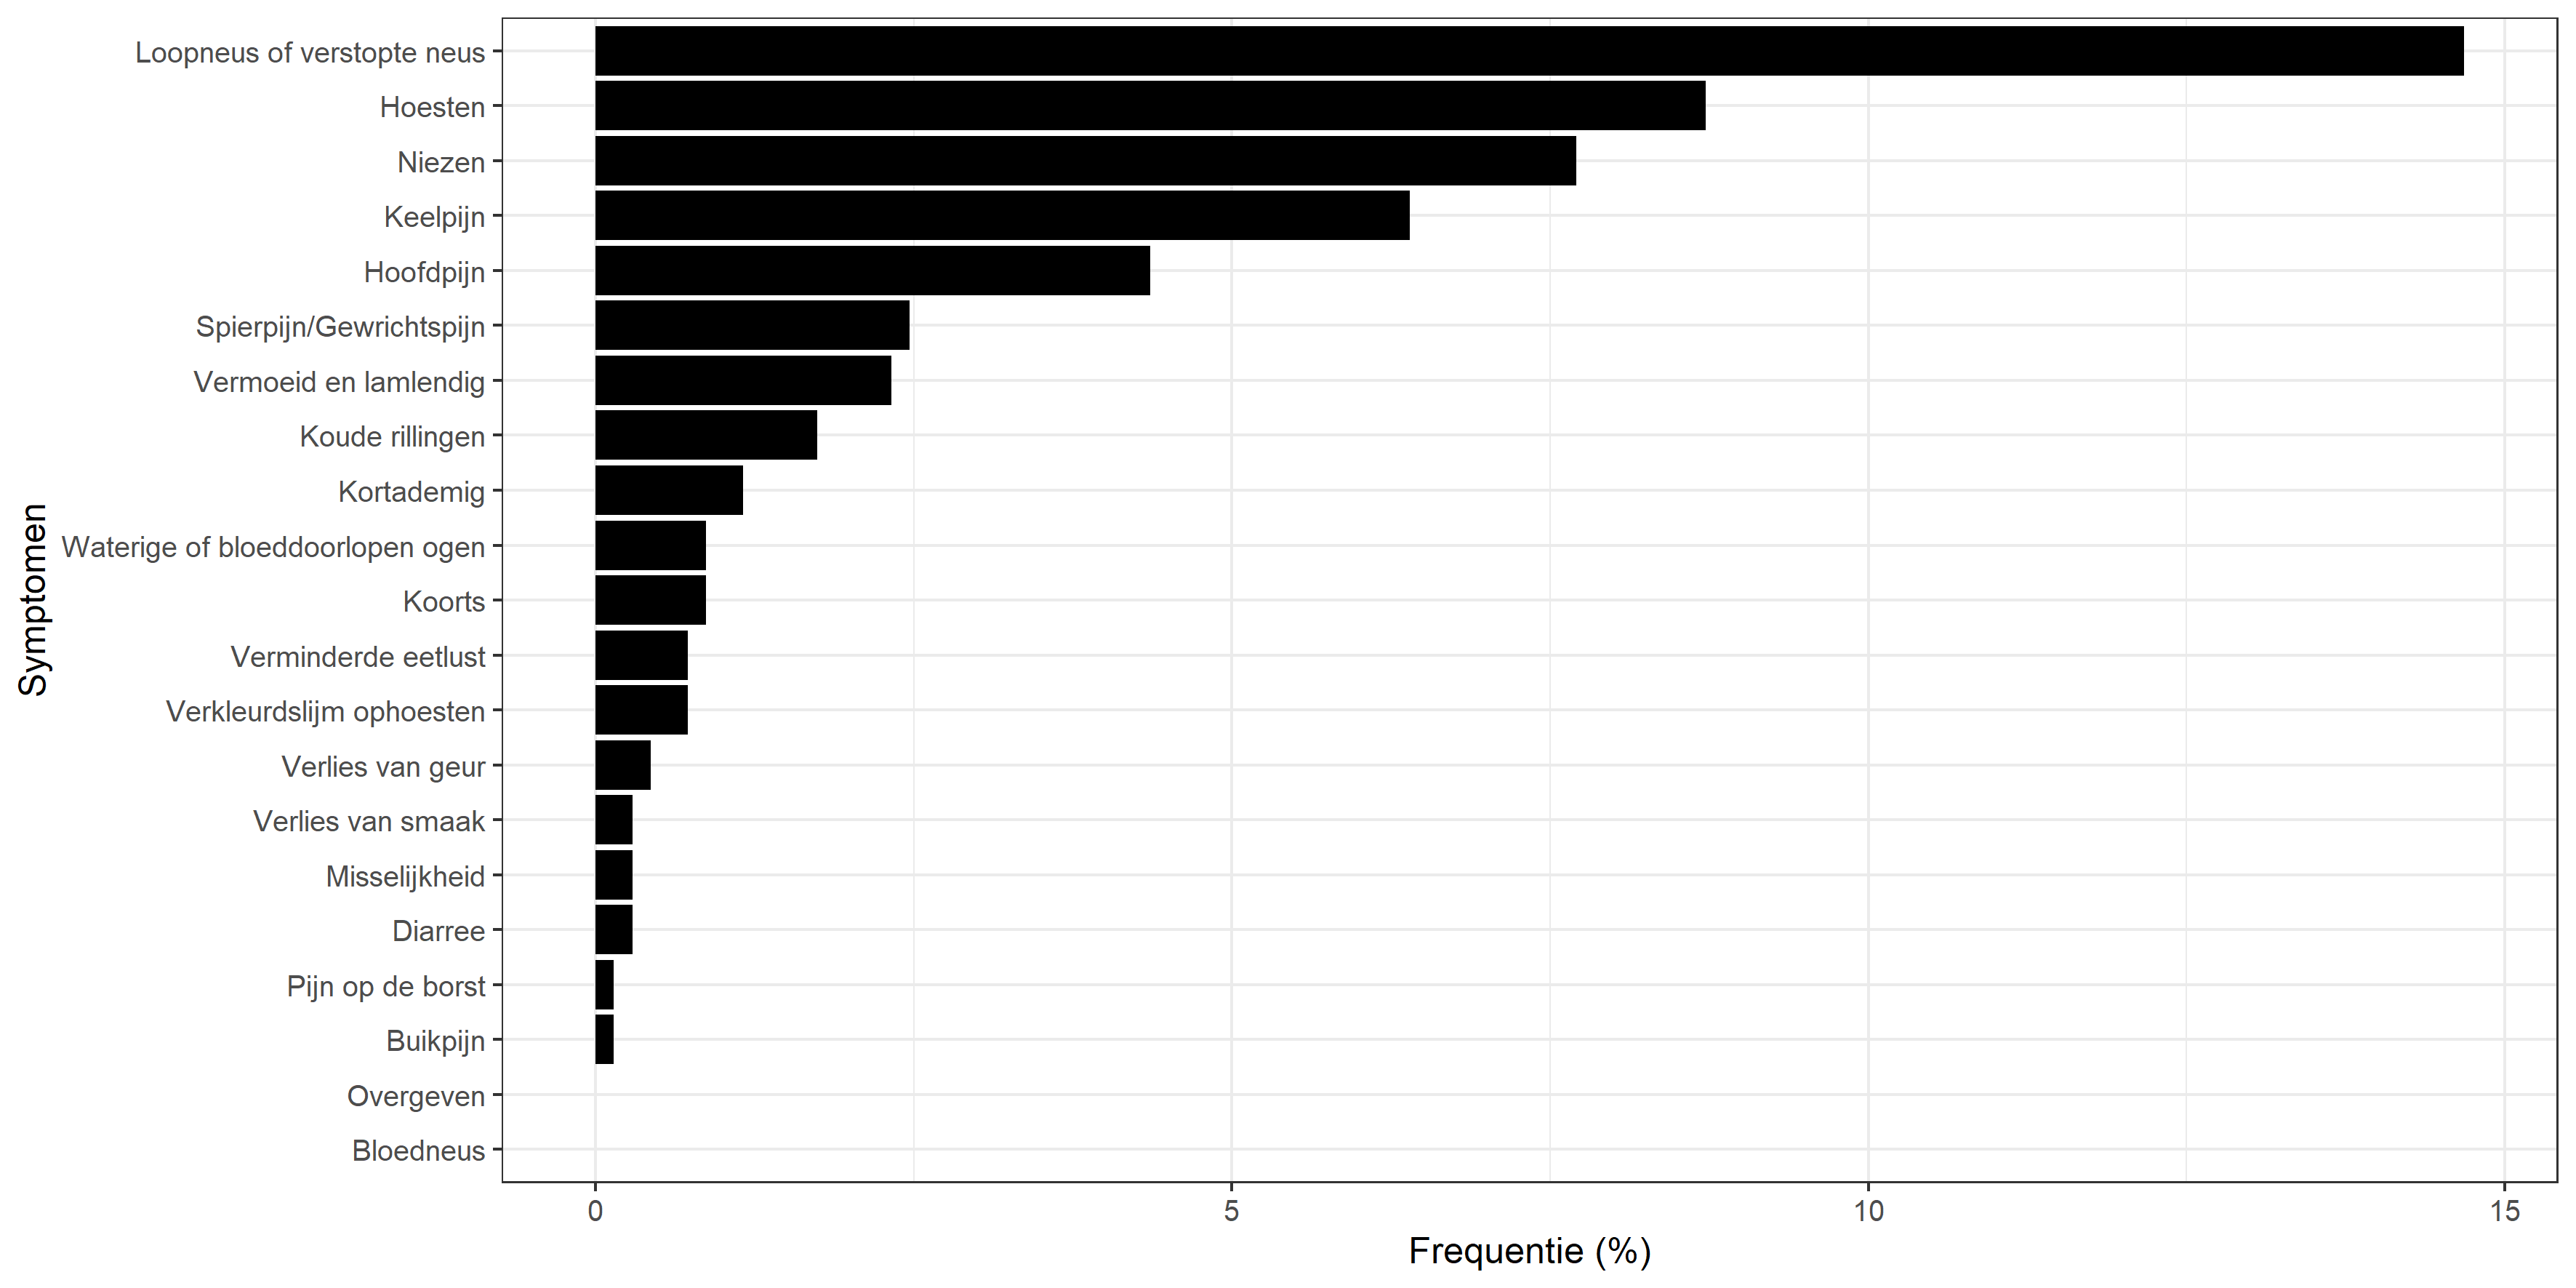 Loopneus of verstopte neus
Hoesten
Niezen
Keelpijn
Hoofdpijn
Spierpijn/Gewrichtspijn
Vermoeid en lamlendig
Koude rillingen
Kortademig
Waterige of bloeddoorlopen ogen
Koorts
Verminderde eetlust
Verkleurdslijm ophoesten
Verlies van geur
Verlies van smaak
Misselijkheid
Diarree
Pijn op de borst
Buikpijn
Overgeven
Bloedneus
Symptomen
0 5 10 15
Frequentie (%)